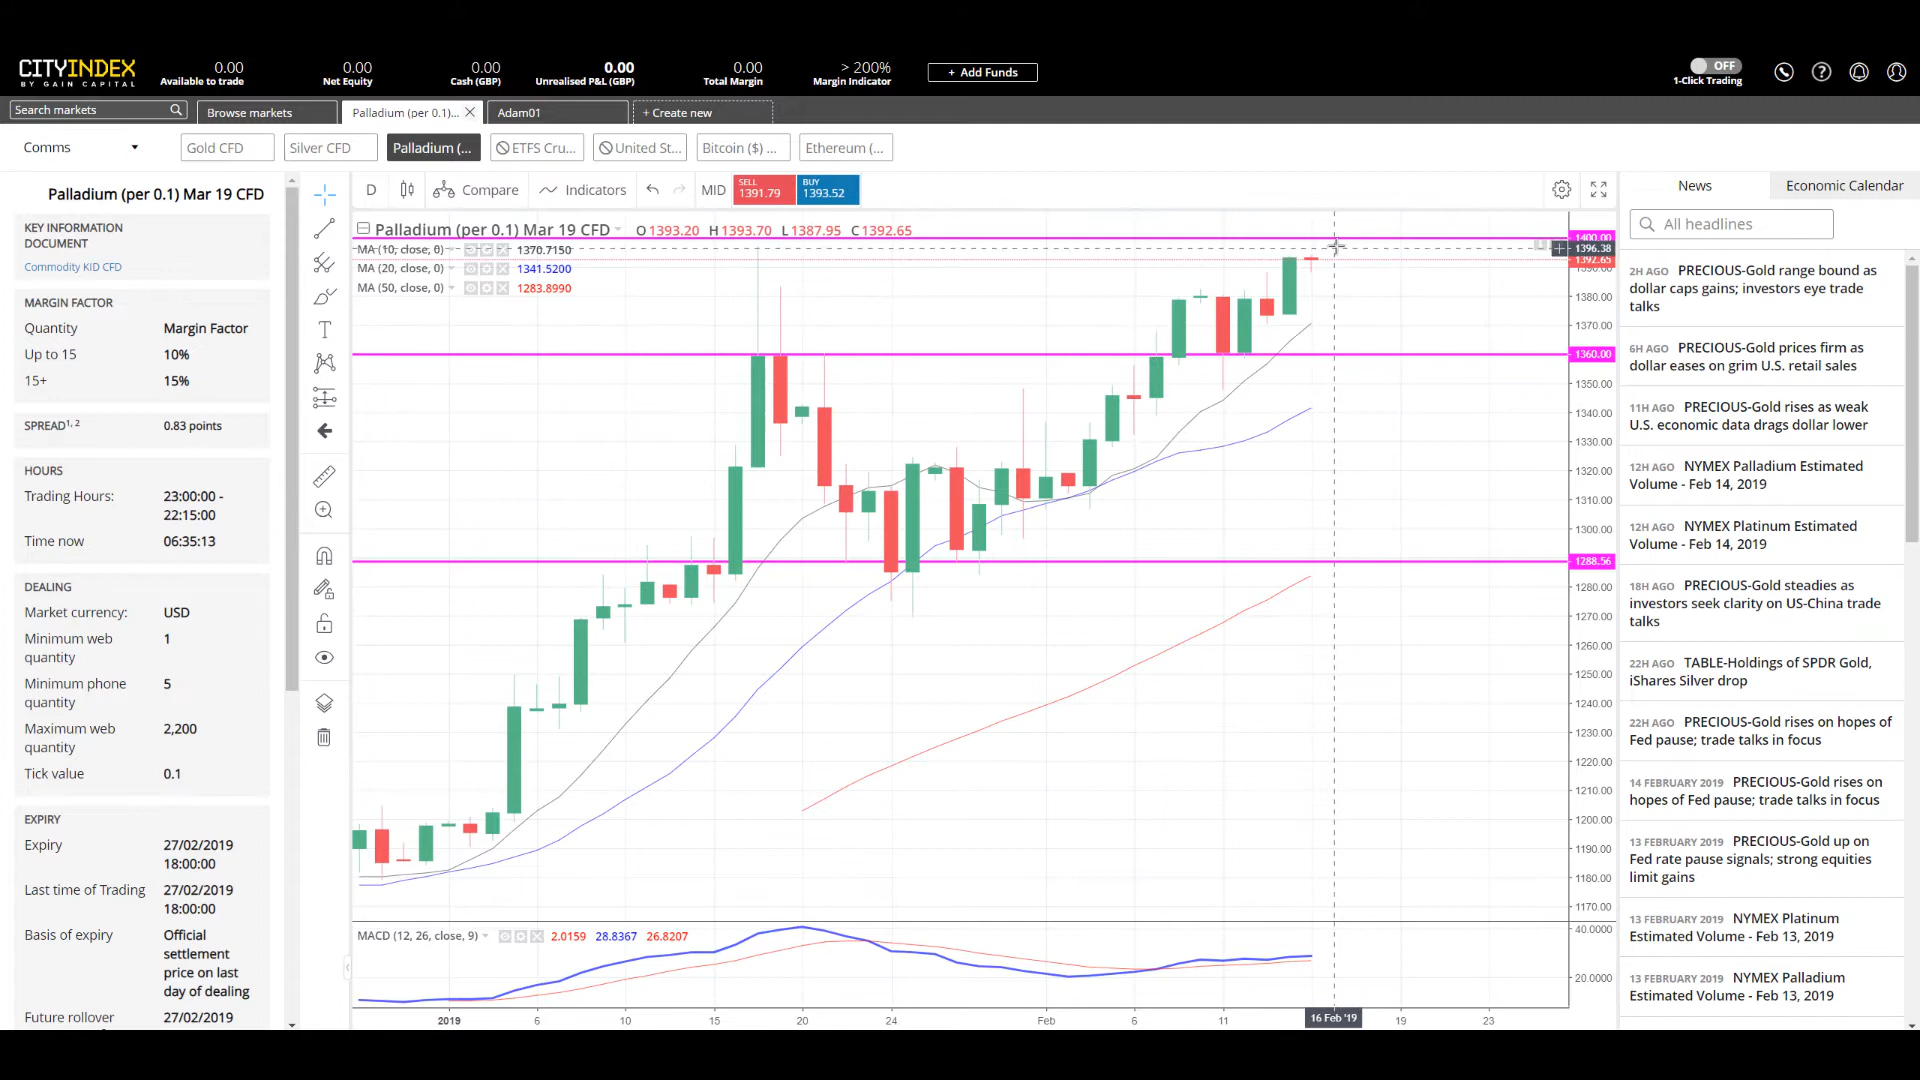 CITYINDEX
BY GAIN CAPITAL
0.00
Available to trade
0.00
Net Equity
0.00
Cash (GBP)
0.00
Unrealised P&L (GBP)
0.00
Total Margin
> 200%
Margin Indicator
+ Add Funds
OFF
1-Click Trading
Search markets
Browse markets
Palladium (per 0.1)...
Adam01
+ Create new
Comms
Gold CFD
Silver CFD
Palladium (...
ETFS Cru...
United St...
Bitcoin ($) ...
Ethereum (...
Palladium (per 0.1) Mar 19 CFD
KEY INFORMATION
DOCUMENT
Commodity KID CFD
MARGIN FACTOR
Quantity Margin Factor
Up to 15 10%
15+ 15%
SPREAD1, 2 0.83 points
HOURS
Trading Hours: 23:00:00 -
22:15:00
Time now 06:35:13
DEALING
Market currency: USD
Minimum web 1
quantity
Minimum phone 5
quantity
Maximum web 2,200
quantity
Tick value 0.1
EXPIRY
Expiry 27/02/2019
18:00:00
Last time of Trading 27/02/2019
18:00:00
Basis of expiry Official
settlement
price on last
day of dealing
Future rollover 27/02/2019
D
Compare
Indicators
MID
SELL
1391.79
BUY
1393.52
Palladium (per 0.1) Mar 19 CFD O 1393.20 H 1393.70 L 1387.95 C 1392.65
MA (10, close, 0) 1370.7150
MA (20, close, 0) 1341.5200
MA (50, close, 0) 1283.8990
1400.00
1396.38
1392.65
1380.00
1370.00
1360.00
1350.00
1340.00
1330.00
1320.00
1310.00
1300.00
1288.56
1280.00
1270.00
1260.00
1250.00
1240.00
1230.00
1220.00
1210.00
1200.00
1190.00
1180.00
1170.00
MACD (12, 26, close, 9) 2.0159 28.8367 26.8207
40.0000
20.0000
2019 6 10 15 20 24 Feb 6 11 16 Feb '19 19 23
News
Economic Calendar
All headlines
2H AGO PRECIOUS-Gold range bound as
dollar caps gains; investors eye trade
talks
6H AGO PRECIOUS-Gold prices firm as
dollar eases on grim U.S. retail sales
11H AGO PRECIOUS-Gold rises as weak
U.S. economic data drags dollar lower
12H AGO NYMEX Palladium Estimated
Volume - Feb 14, 2019
12H AGO NYMEX Platinum Estimated
Volume - Feb 14, 2019
18H AGO PRECIOUS-Gold steadies as
investors seek clarity on US-China trade
talks
22H AGO TABLE-Holdings of SPDR Gold,
iShares Silver drop
22H AGO PRECIOUS-Gold rises on hopes of
Fed pause; trade talks in focus
14 FEBRUARY 2019 PRECIOUS-Gold rises on
hopes of Fed pause; trade talks in focus
13 FEBRUARY 2019 PRECIOUS-Gold up on
Fed rate pause signals; strong equities
limit gains
13 FEBRUARY 2019 NYMEX Platinum
Estimated Volume - Feb 13, 2019
13 FEBRUARY 2019 NYMEX Palladium
Estimated Volume - Feb 13, 2019